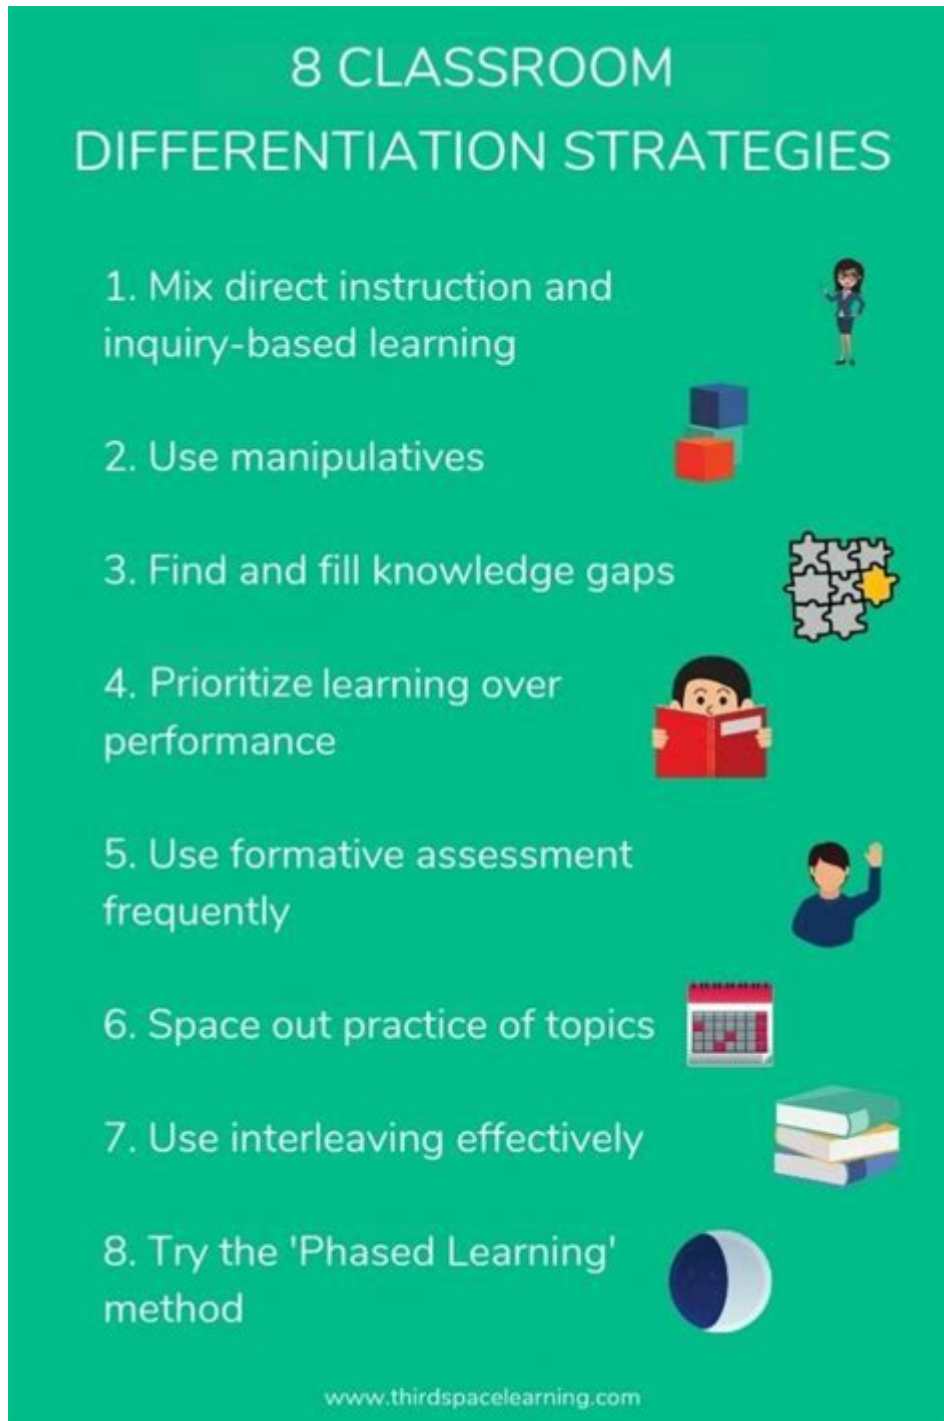 8 CLASSROOM
DIFFERENTIATION STRATEGIES
1. Mix direct instruction and
inquiry-based learning
2. Use manipulatives
3. Find and fill knowledge gaps
4. Prioritize learning over
performance
5. Use formative assessment
frequently
6. Space out practice of topics
7. Use interleaving effectively
8. Try the 'Phased Learning'
method
www.thirdspacelearning.com